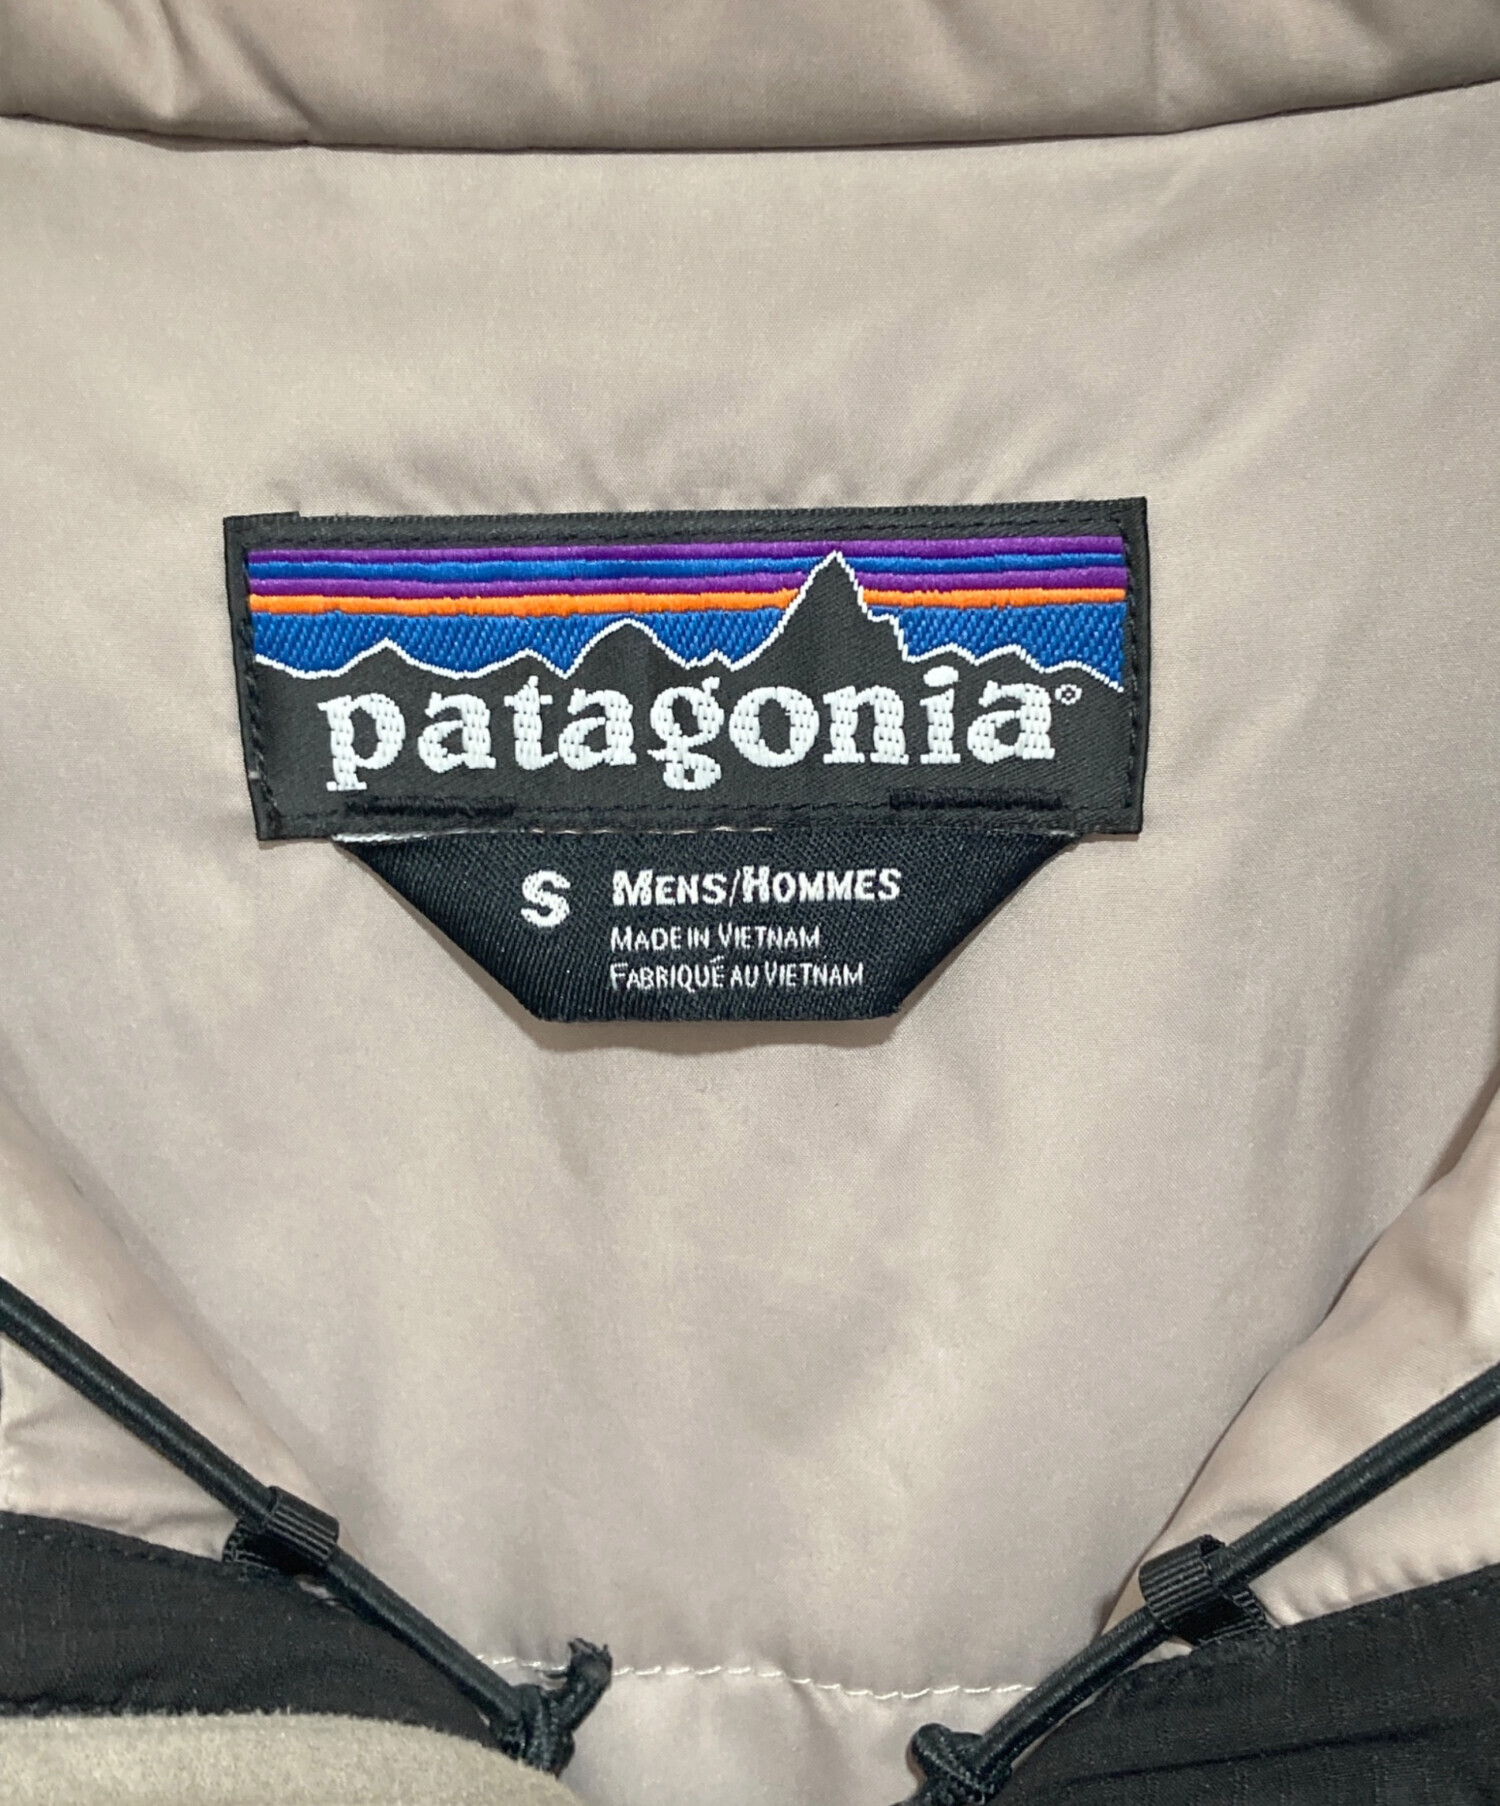 patagonia®
S MENS/HOMMES
MADE IN VIETNAM
FABRIQUÉ AU VIETNAM